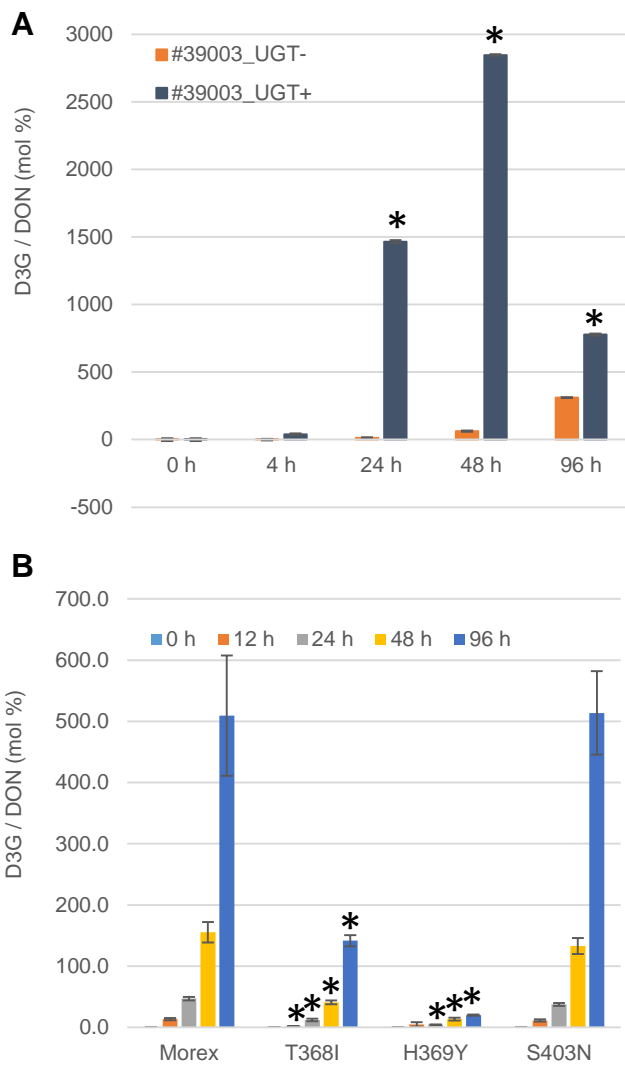 A
3000
2500
2000
1500
1000
500
0
-500
D3G / DON (mol %)
#39003_UGT-
#39003_UGT+
*
*
*
0 h 4 h 24 h 48 h 96 h
B
700.0
600.0
500.0
400.0
300.0
200.0
100.0
0.0
D3G / DON (mol %)
0 h 12 h 24 h 48 h 96 h
* * * *
* * *
Morex T368I H369Y S403N